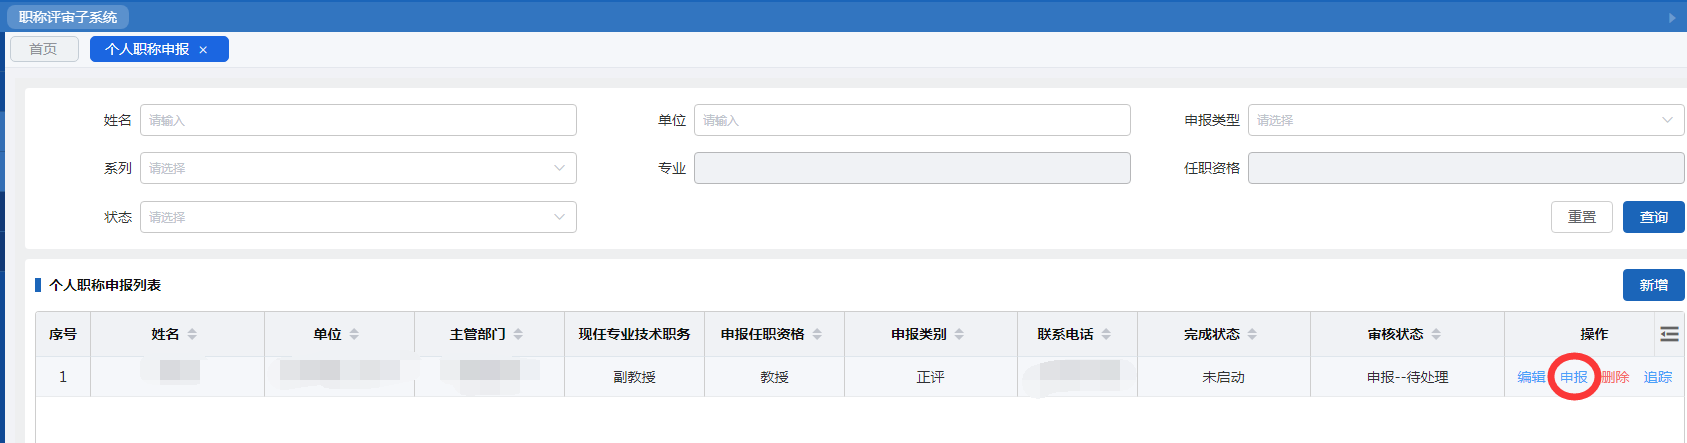 职称评审子系统
首页 个人职称申报 ×
姓名 请输入 单位 请输入 申报类型 请选择
系列 请选择 专业 任职资格
状态 请选择 重置 查询
个人职称申报列表 新增
序号 姓名 单位 主管部门 现任专业技术职务 申报任职资格 申报类别 联系电话 完成状态 审核状态 操作
1 副教授 教授 正评 未启动 申报--待处理 编辑 申报 删除 追踪